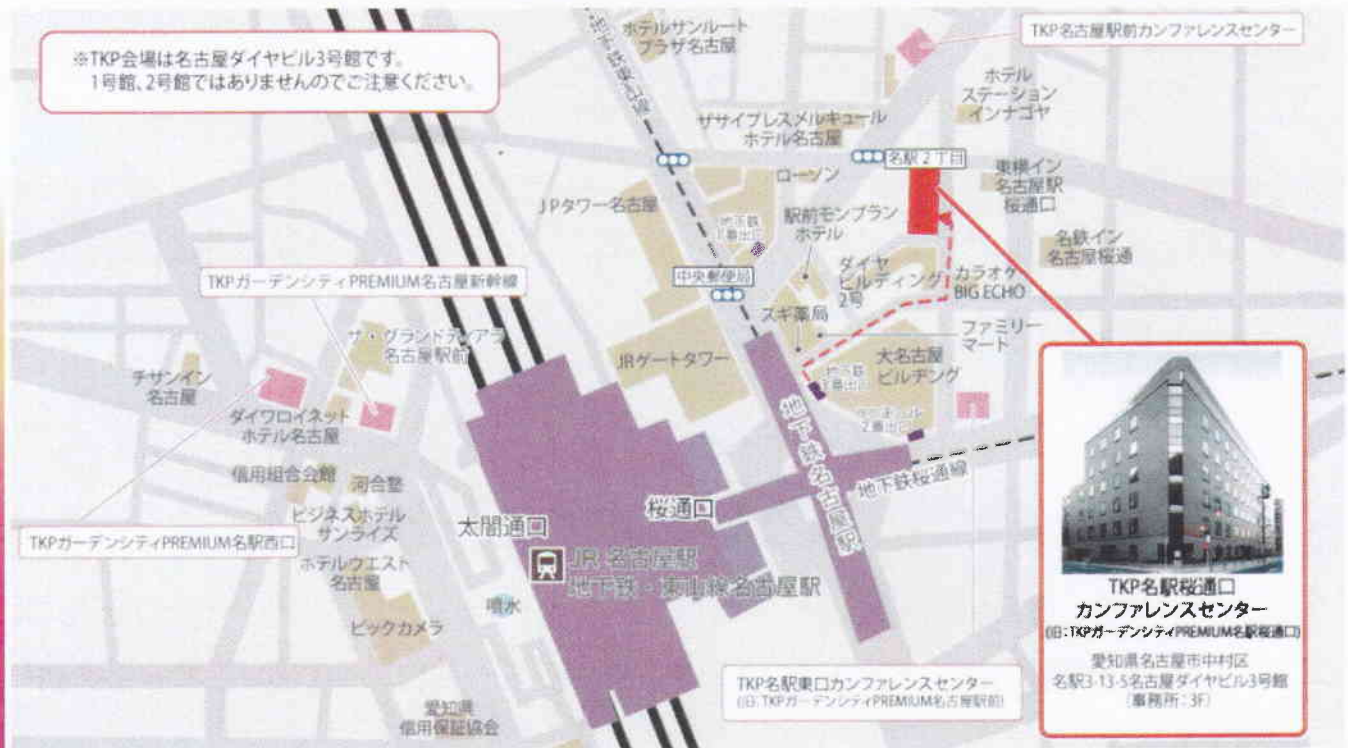 ※TKP会場は名古屋ダイヤビル3号館です。
1号館、2号館ではありませんのでご注意ください。
ホテルサンルート
プラザ名古屋
TKP名古屋駅前カンファレンスセンター
ホテル
ステーション
インナゴヤ
ザサイプレスメルキュール
ホテル名古屋
名駅2丁目
ローソン
東横イン
名古屋駅
桜通口
JPタワー名古屋
地下鉄
駅前モンブラン
ホテル
名鉄イン
名古屋桜通
ダイヤ
ビルディング
2号
カラオケ
BIG ECHO
中央郵便局
TKPガーデンシティPREMIUM名古屋新幹線
スギ薬局
ファミリー
マート
ザ・グランドティアラ
名古屋駅前
JRゲートタワー
大名古屋
ビルヂング
地下鉄
チサンイン
名古屋
ダイワロイネット
ホテル名古屋
2番出口
地下鉄名古屋駅
地下鉄桜通線
信用組合会館
河合塾
桜通口
ビジネスホテル
サンライズ
太閤通口
TKPガーデンシティPREMIUM名駅西口
JR 名古屋駅
地下鉄・東山線名古屋駅
ホテルウエスト
名古屋
噴水
ビックカメラ
愛知県
信用保証協会
TKP名駅東口カンファレンスセンター
(旧:TKPガーデンシティPREMIUM名古屋駅前)
TKP名駅桜通口
カンファレンスセンター
(旧:TKPガーデンシティPREMIUM名駅桜通口)
愛知県名古屋市中村区
名駅3-13-5名古屋ダイヤビル3号館
(事務所:3F)